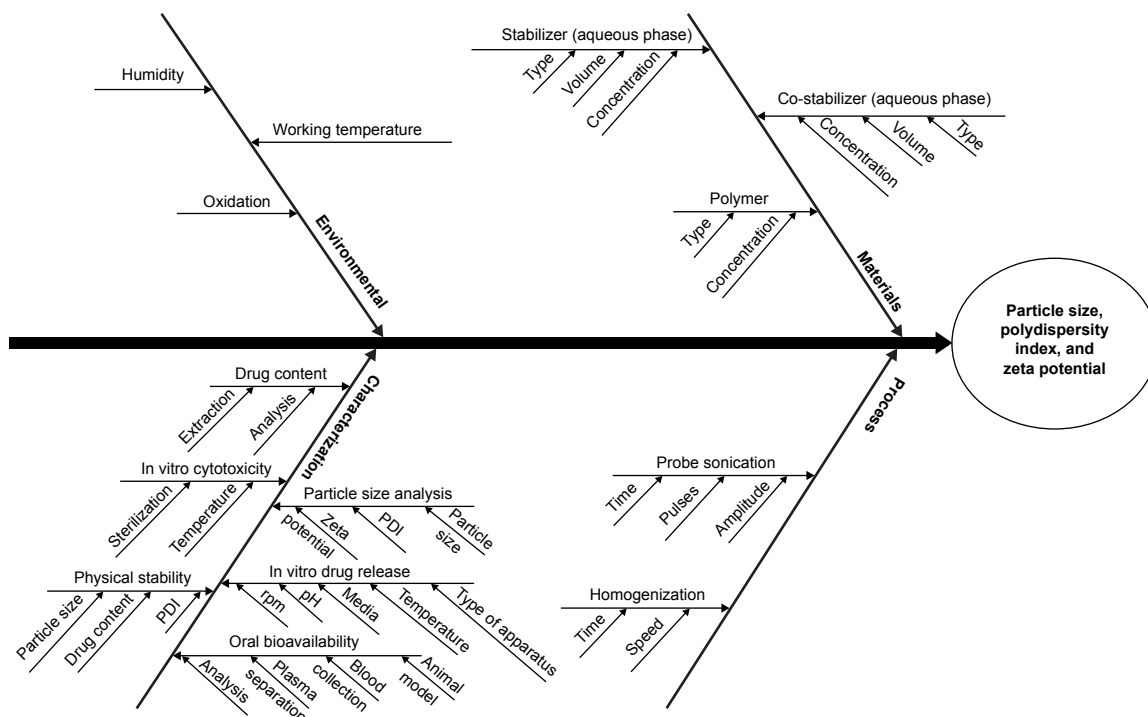 Stabilizer (aqueous phase)
Type
Volume
Concentration
Humidity
Co-stabilizer (aqueous phase)
Concentration
Volume
Type
Working temperature
Oxidation
Environmental
Polymer
Type
Concentration
Materials
Particle size,
polydispersity
index, and
zeta potential
Drug content
Extraction
Analysis
Characterization
Process
In vitro cytotoxicity
Sterilization
Temperature
Particle size analysis
Zeta
potential
PDI
Particle
size
Probe sonication
Time
Pulses
Amplitude
Physical stability
Particle size
Drug content
PDI
In vitro drug release
rpm
pH
Media
Temperature
Type of apparatus
Homogenization
Time
Speed
Oral bioavailability
Analysis
Plasma
separation
Blood
collection
Animal
model